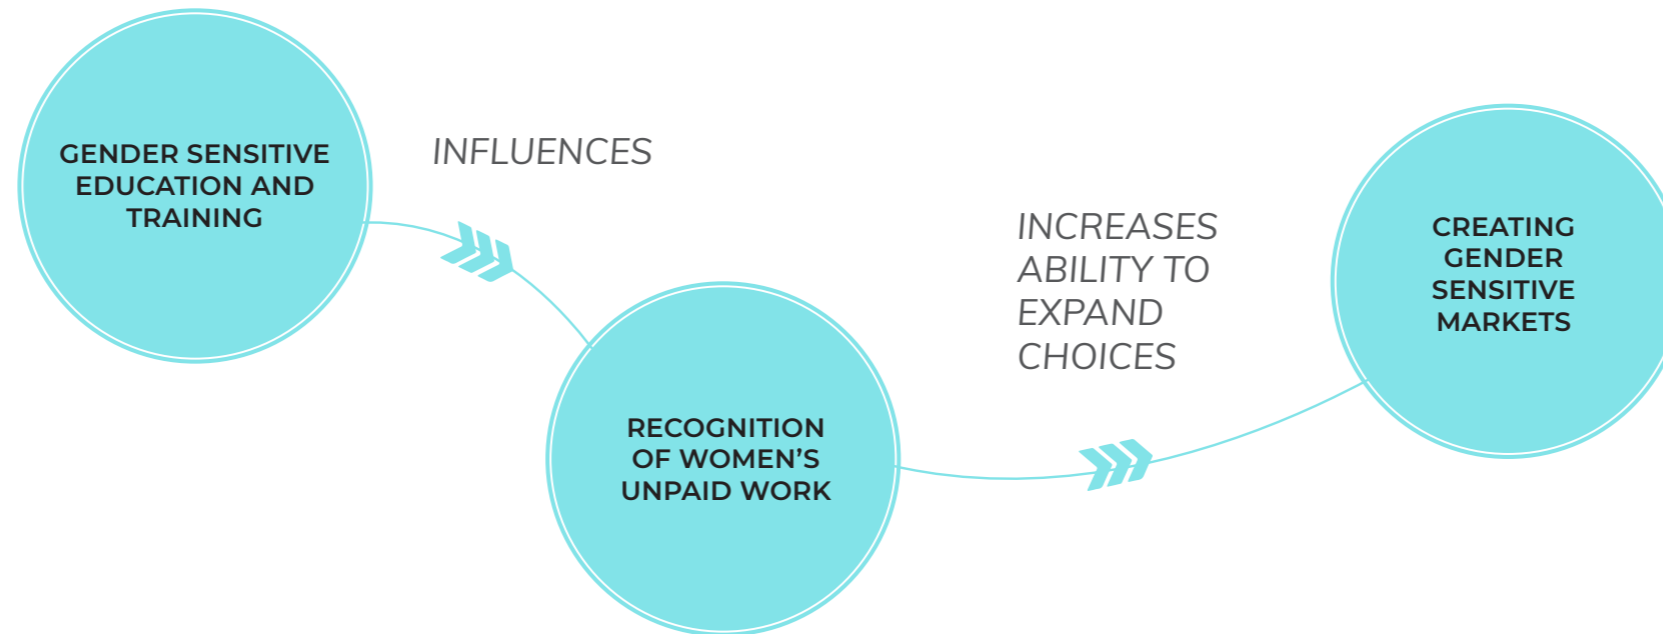 GENDER SENSITIVE
EDUCATION AND
TRAINING
INFLUENCES
RECOGNITION
OF WOMEN’S
UNPAID WORK
INCREASES
ABILITY TO
EXPAND
CHOICES
CREATING
GENDER
SENSITIVE
MARKETS